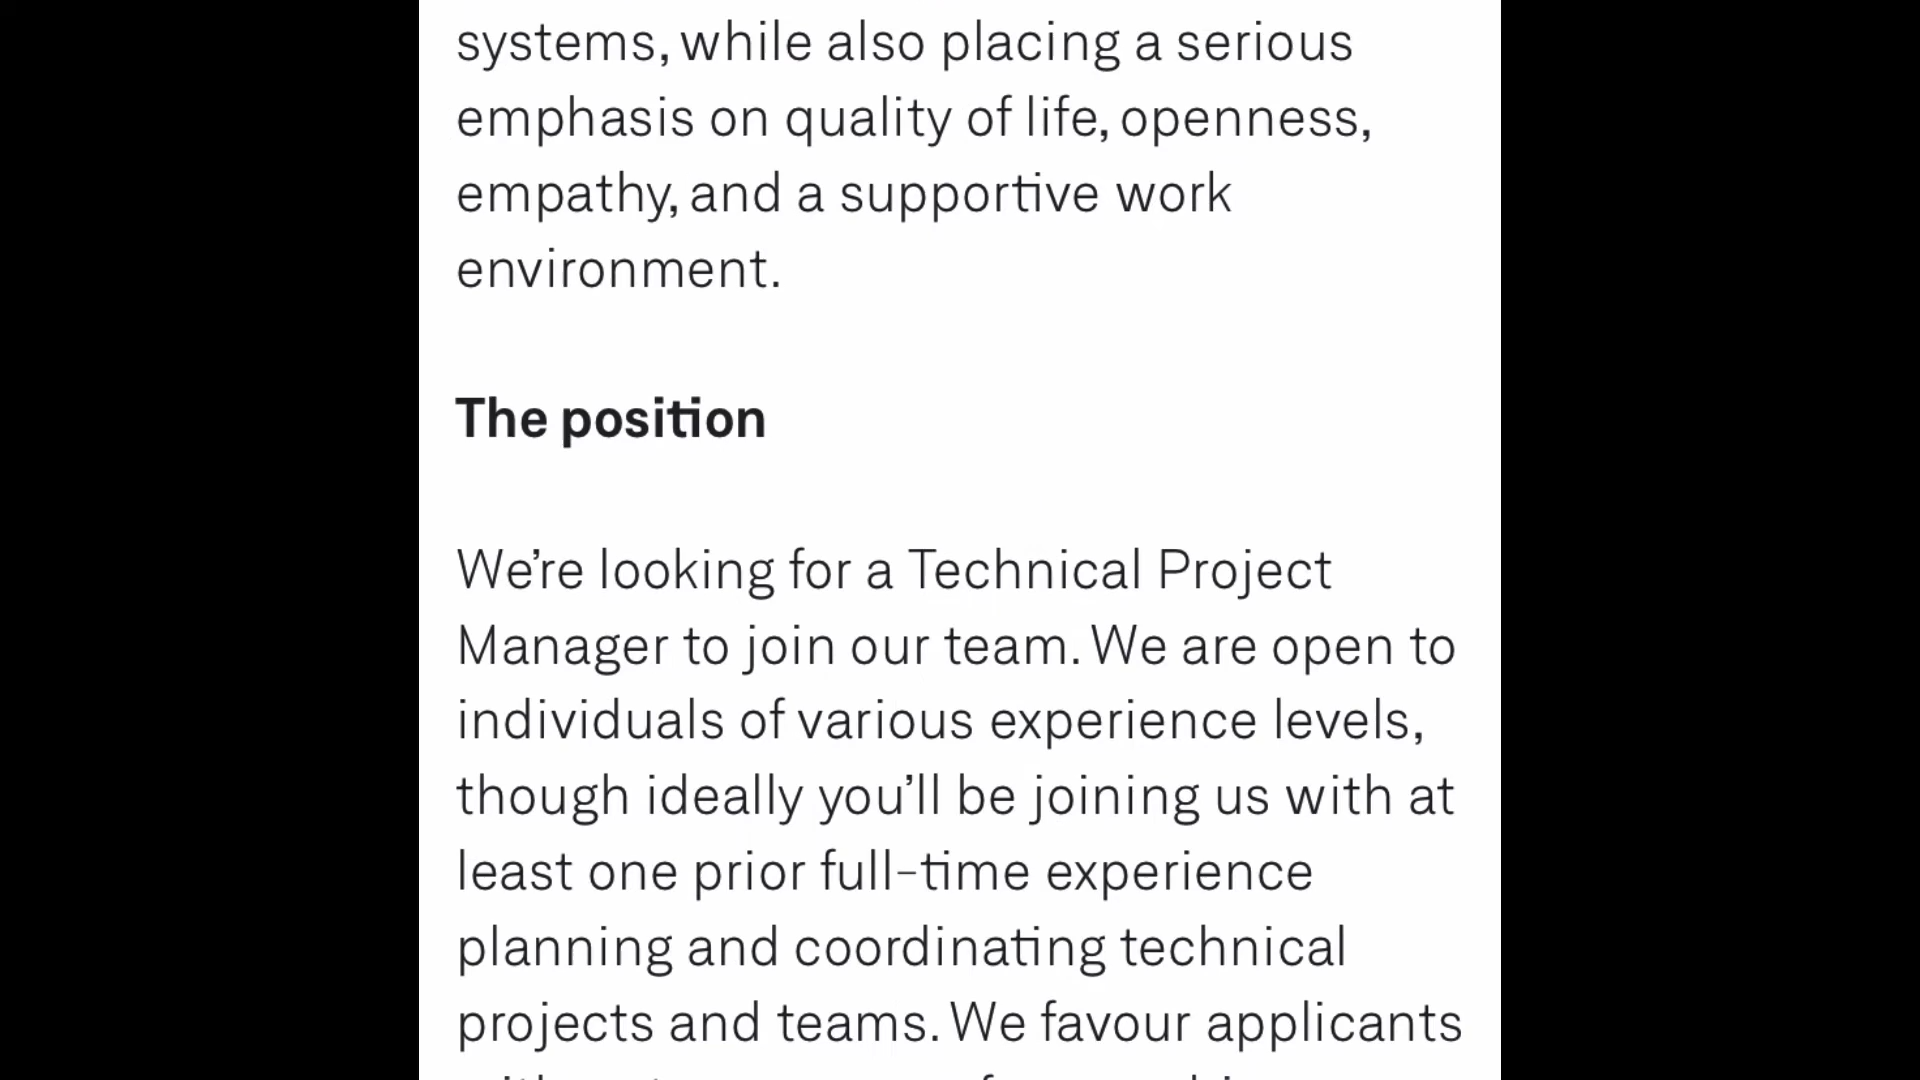 systems, while also placing a serious
emphasis on quality of life, openness,
empathy, and a supportive work
environment.
The position
We’re looking for a Technical Project
Manager to join our team. We are open to
individuals of various experience levels,
though ideally you’ll be joining us with at
least one prior full-time experience
planning and coordinating technical
projects and teams. We favour applicants